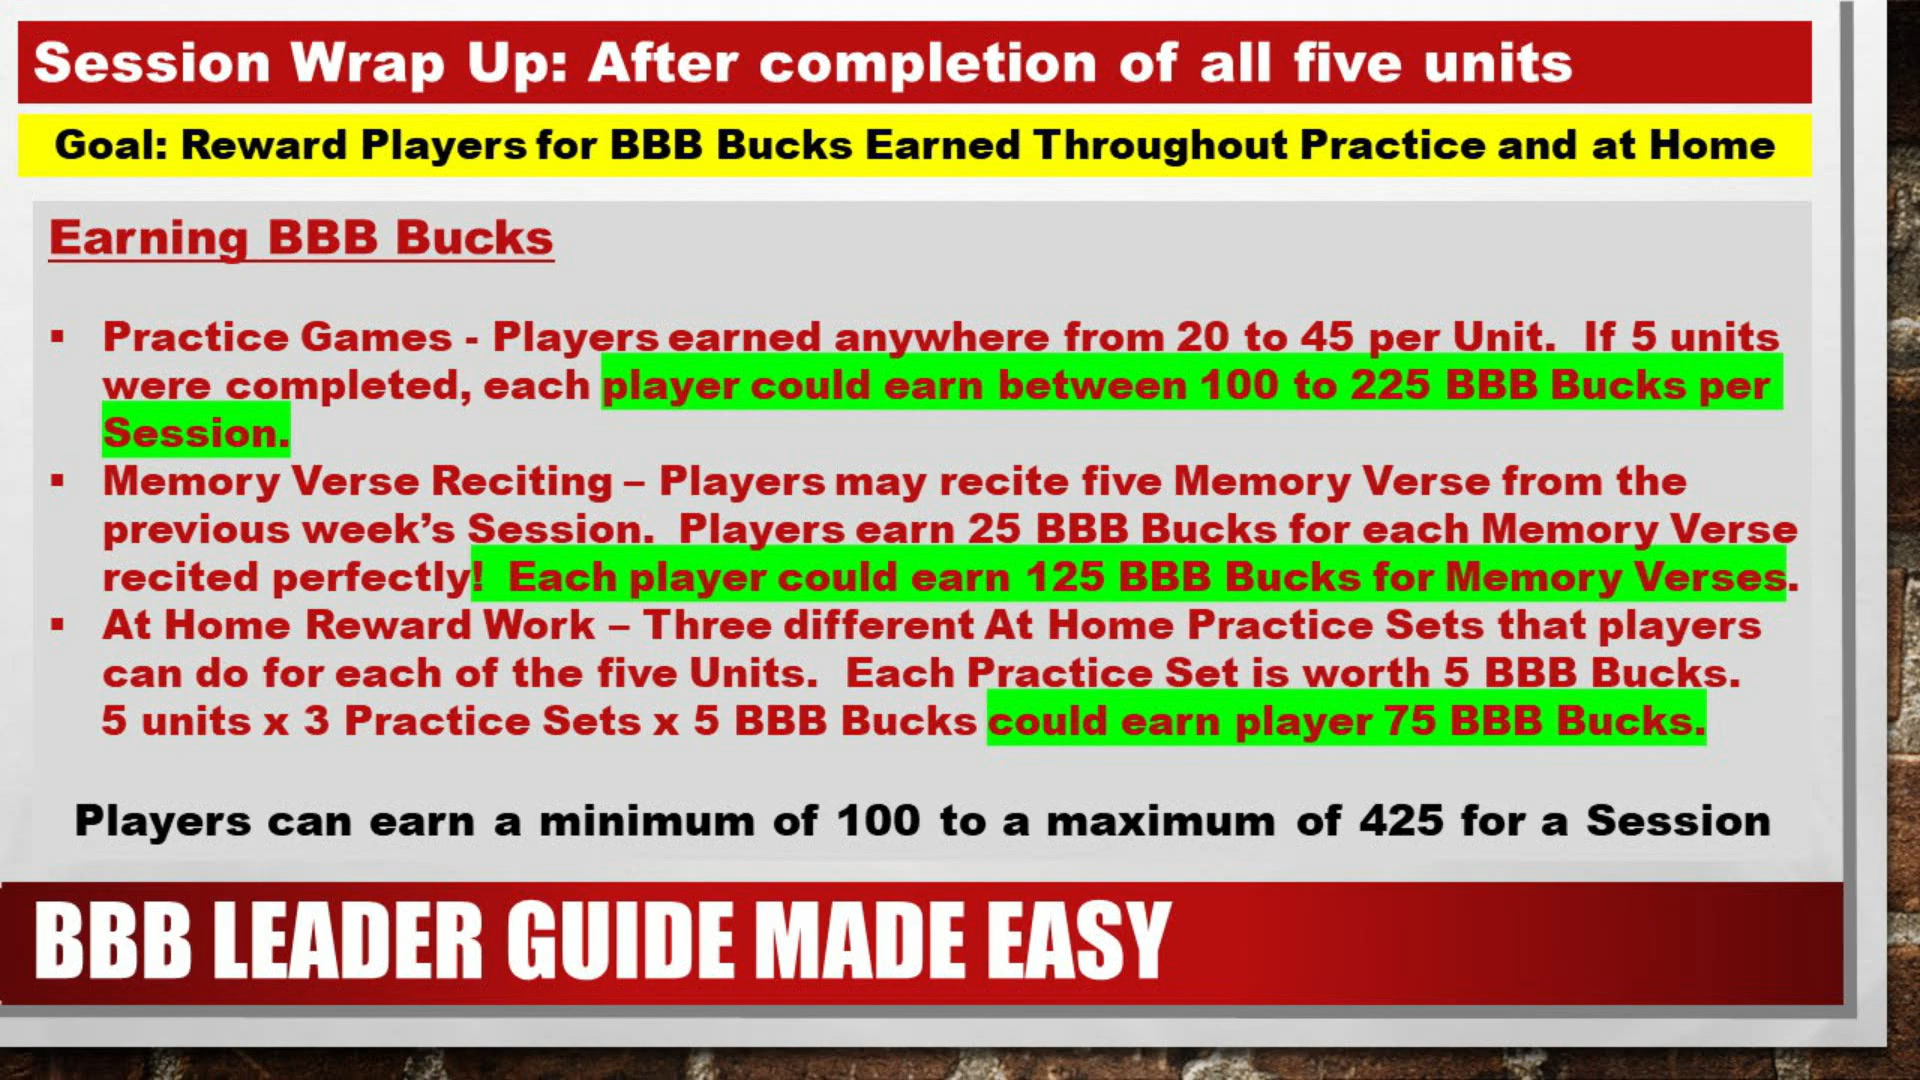 Session Wrap Up: After completion of all five units
Goal: Reward Players for BBB Bucks Earned Throughout Practice and at Home
Earning BBB Bucks
▪ Practice Games - Players earned anywhere from 20 to 45 per Unit. If 5 units
were completed, each player could earn between 100 to 225 BBB Bucks per
Session.
▪ Memory Verse Reciting – Players may recite five Memory Verse from the
previous week’s Session. Players earn 25 BBB Bucks for each Memory Verse
recited perfectly! Each player could earn 125 BBB Bucks for Memory Verses.
▪ At Home Reward Work – Three different At Home Practice Sets that players
can do for each of the five Units. Each Practice Set is worth 5 BBB Bucks.
5 units x 3 Practice Sets x 5 BBB Bucks could earn player 75 BBB Bucks.
Players can earn a minimum of 100 to a maximum of 425 for a Session
BBB LEADER GUIDE MADE EASY